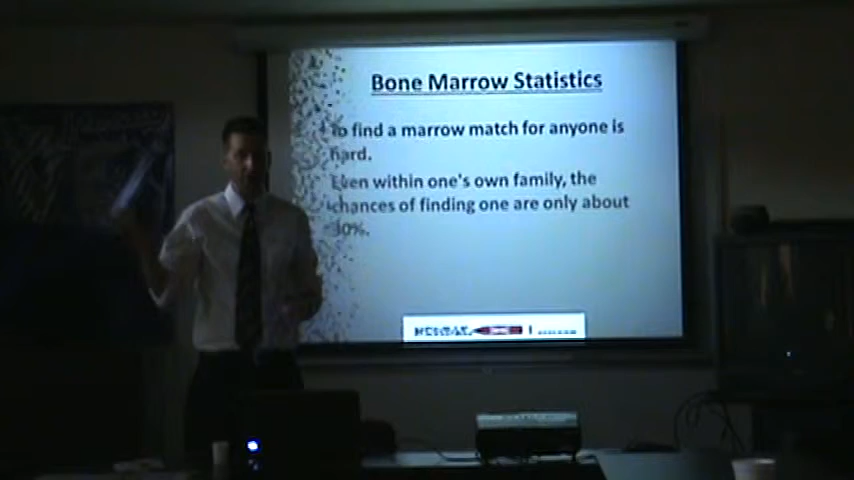 Bone Marrow Statistics
To find a marrow match for anyone is
hard.
Even within one's own family, the
chances of finding one are only about
30%.